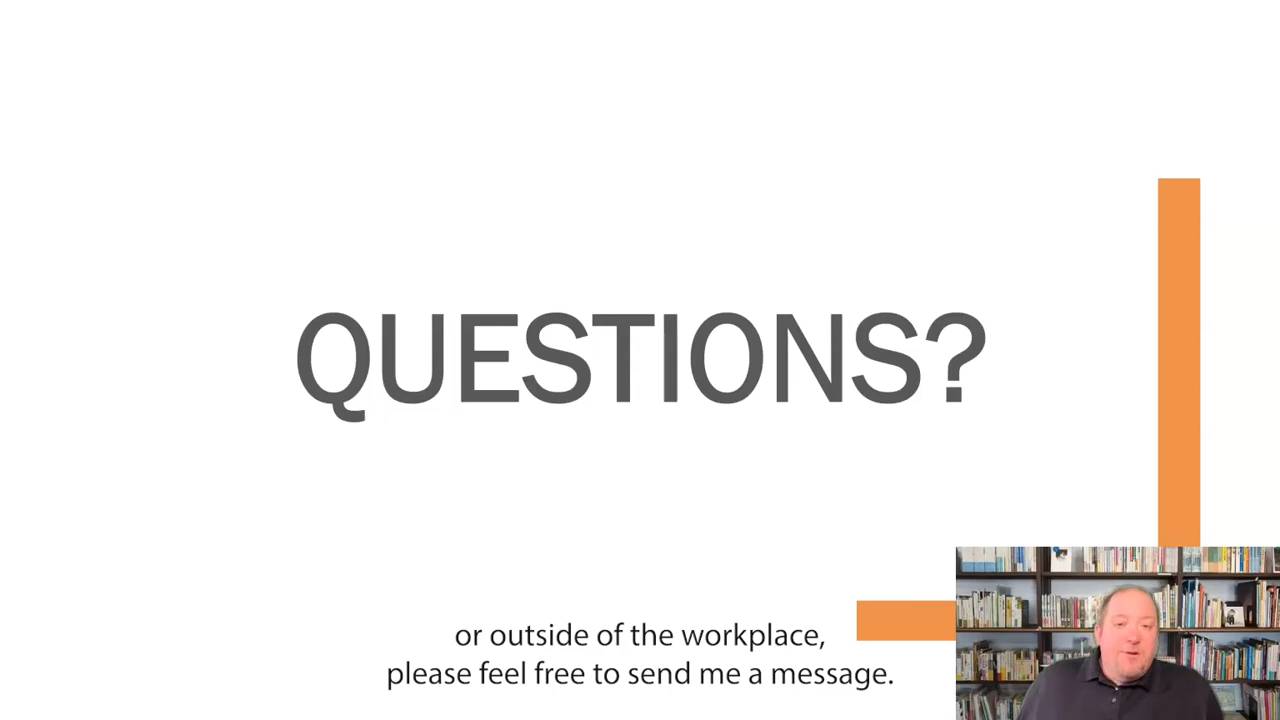 QUESTIONS?
or outside of the workplace,
please feel free to send me a message.